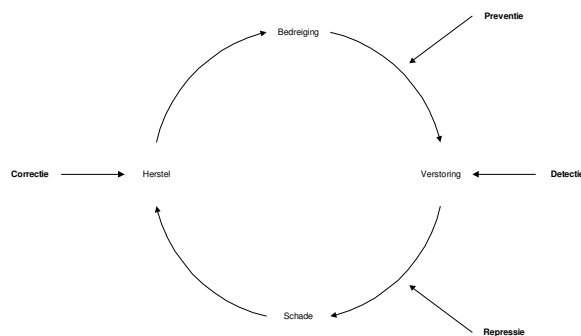 Preventie
Bedreiging
Correctie
Herstel
Verstoring
Detectie
Schade
Repressie